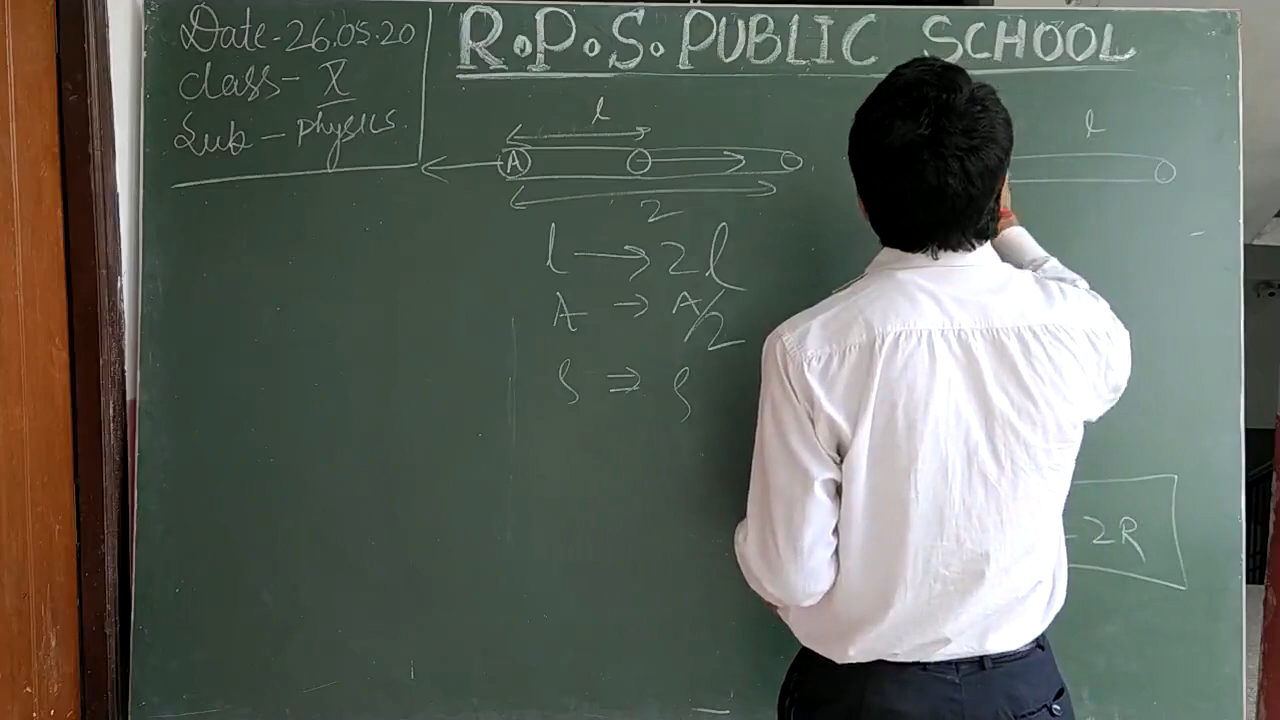 Date-26.05.20
Class-X
Sub-Physics.
R.P.S. PUBLIC SCHOOL
l
A
2
l → 2l
A → A/2
ρ ⇒ ρ
l
-2R